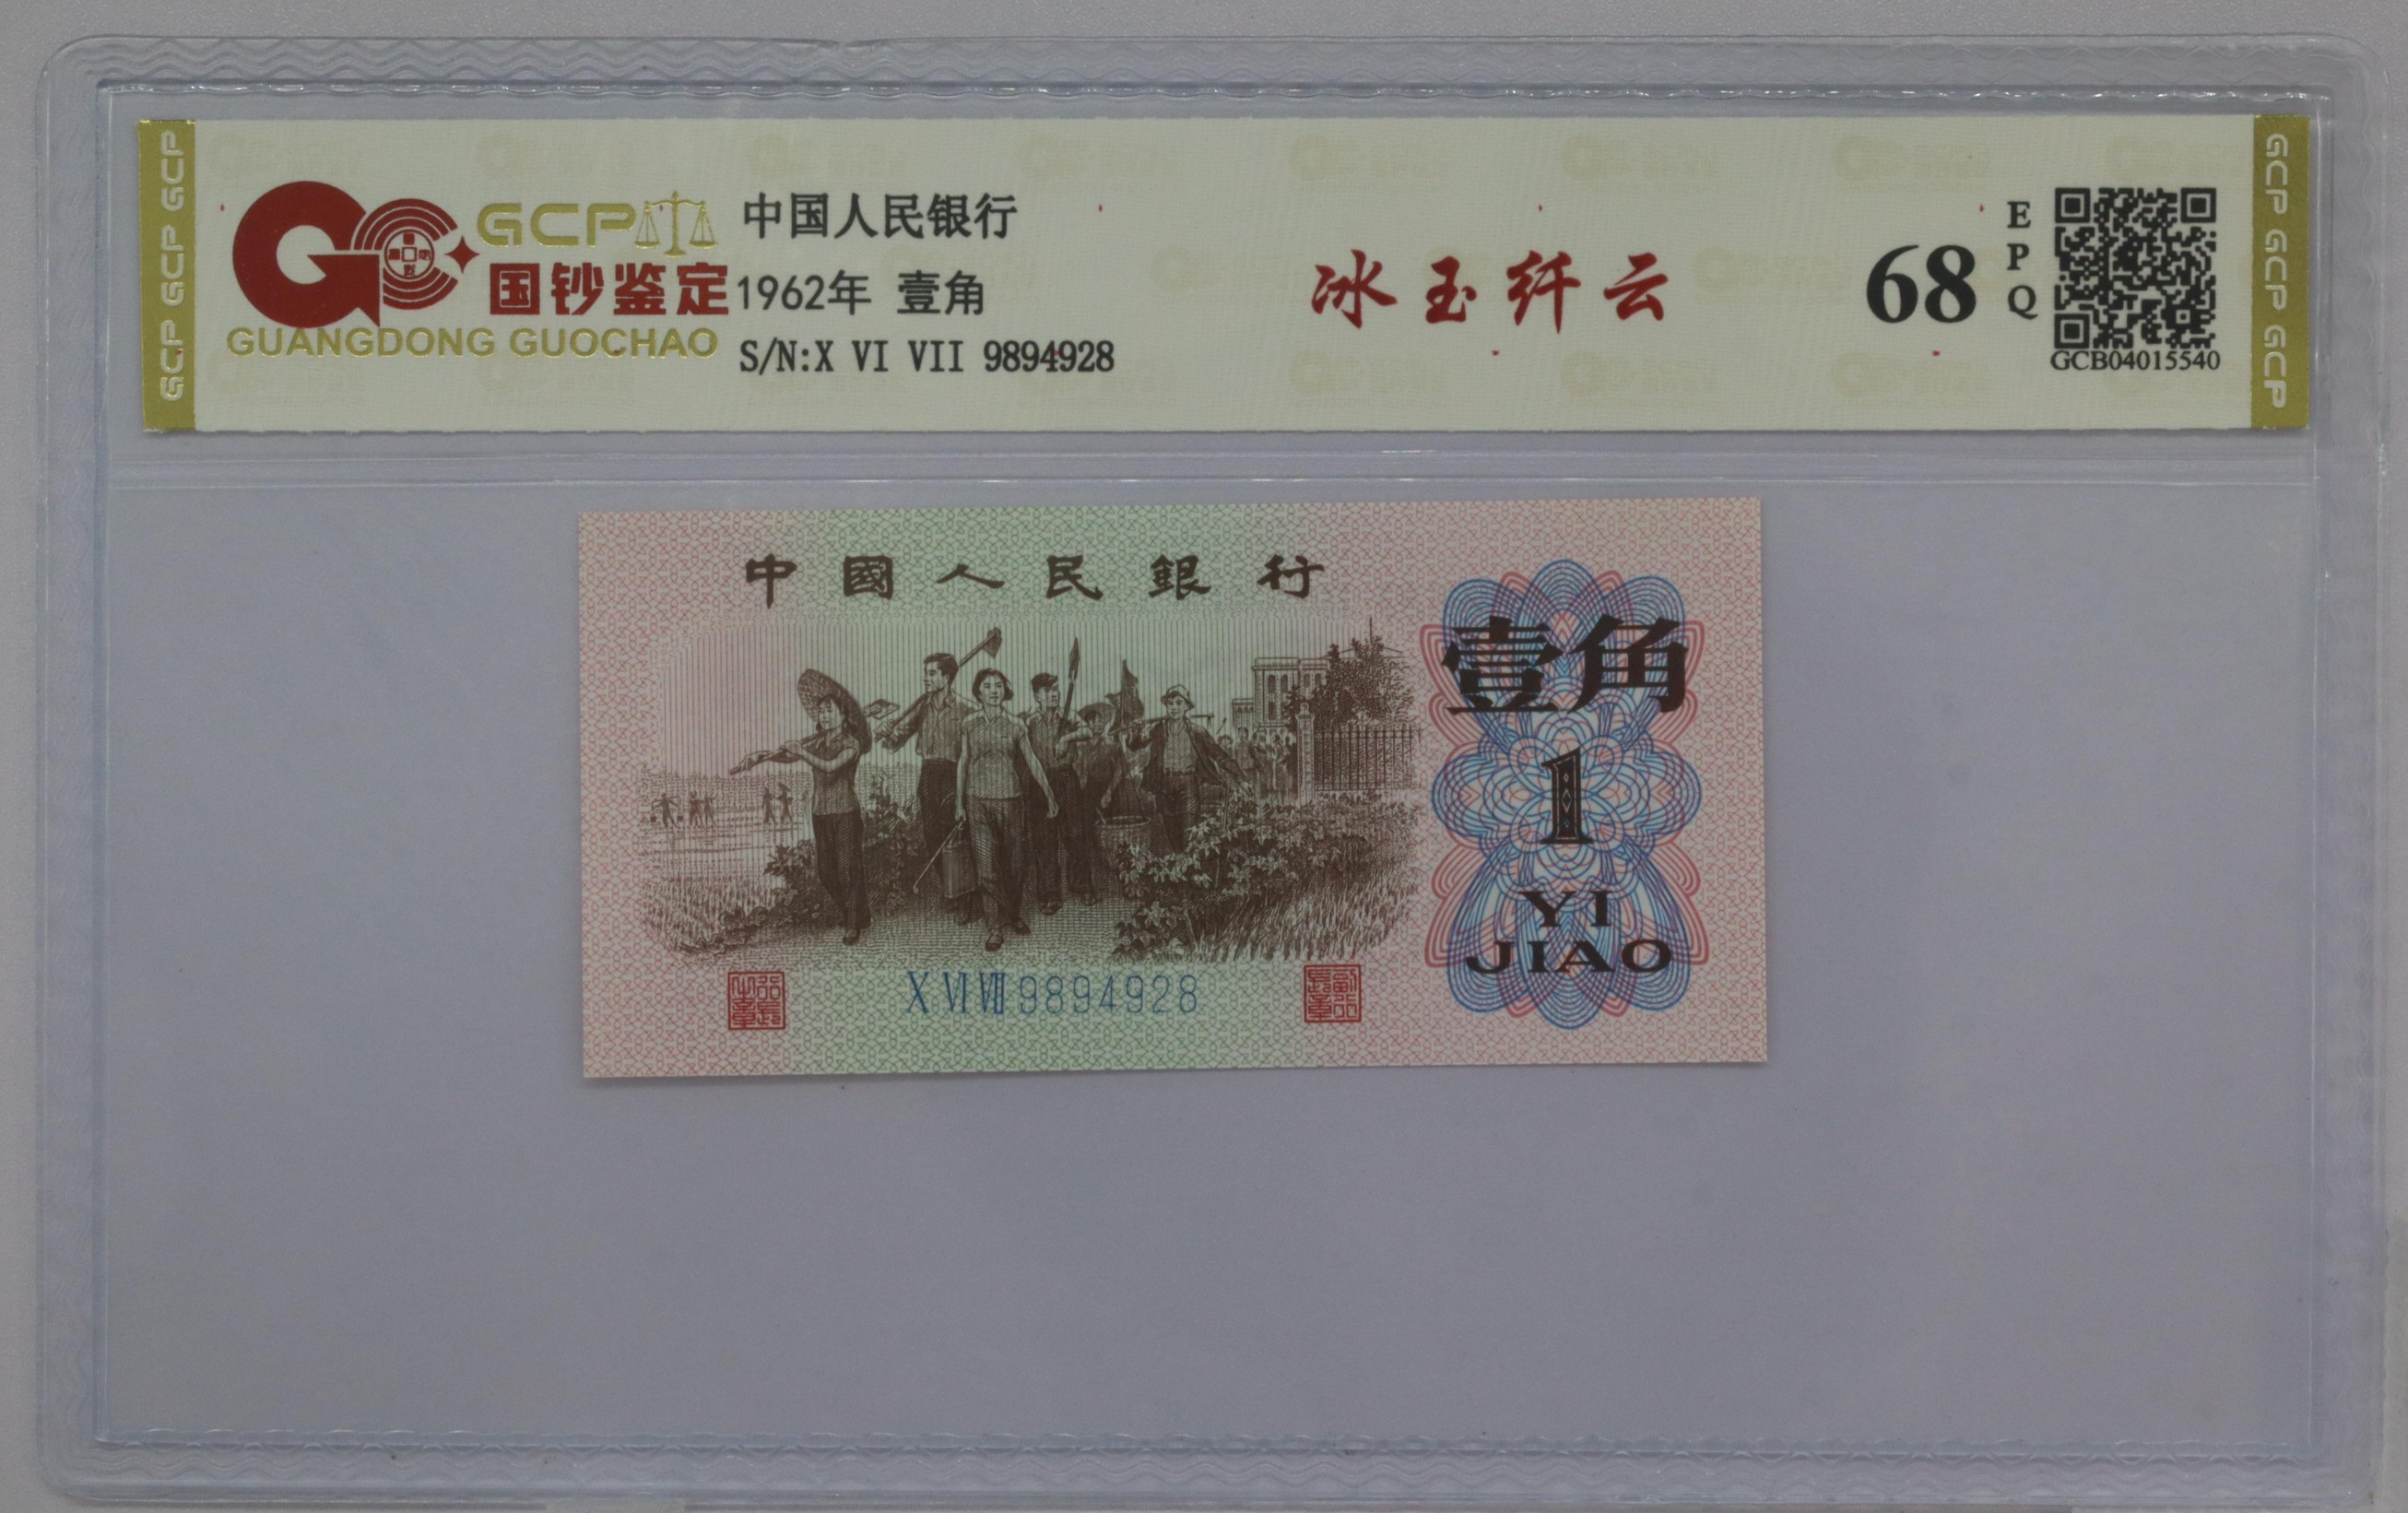 GCP GCP GCP
GCP
国钞鉴定
GUANGDONG GUOCHAO
中国人民银行
1962年 壹角
S/N:X VI VII 9894928
冰玉纤云
68
EPQ
GCB04015540
GCP GCP GCP
中國人民銀行
壹角
1
YI
JIAO
X VI VII 9894928